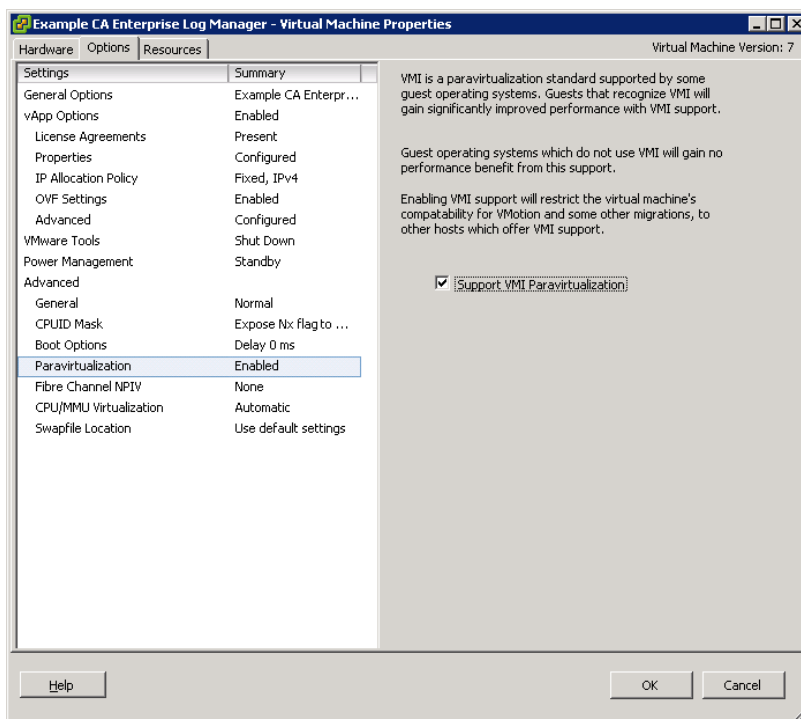 Example CA Enterprise Log Manager - Virtual Machine Properties
Hardware Options Resources Virtual Machine Version: 7
Settings Summary
General Options Example CA Enterpr...
vApp Options Enabled
License Agreements Present
Properties Configured
IP Allocation Policy Fixed, IPv4
OVF Settings Enabled
Advanced Configured
VMware Tools Shut Down
Power Management Standby
Advanced
General Normal
CPUID Mask Expose Nx flag to ...
Boot Options Delay 0 ms
Paravirtualization Enabled
Fibre Channel NPIV None
CPU/MMU Virtualization Automatic
Swapfile Location Use default settings
VMI is a paravirtualization standard supported by some
guest operating systems. Guests that recognize VMI will
gain significantly improved performance with VMI support.
Guest operating systems which do not use VMI will gain no
performance benefit from this support.
Enabling VMI support will restrict the virtual machine's
compatability for VMotion and some other migrations, to
other hosts which offer VMI support.
Support VMI Paravirtualization
Help OK Cancel